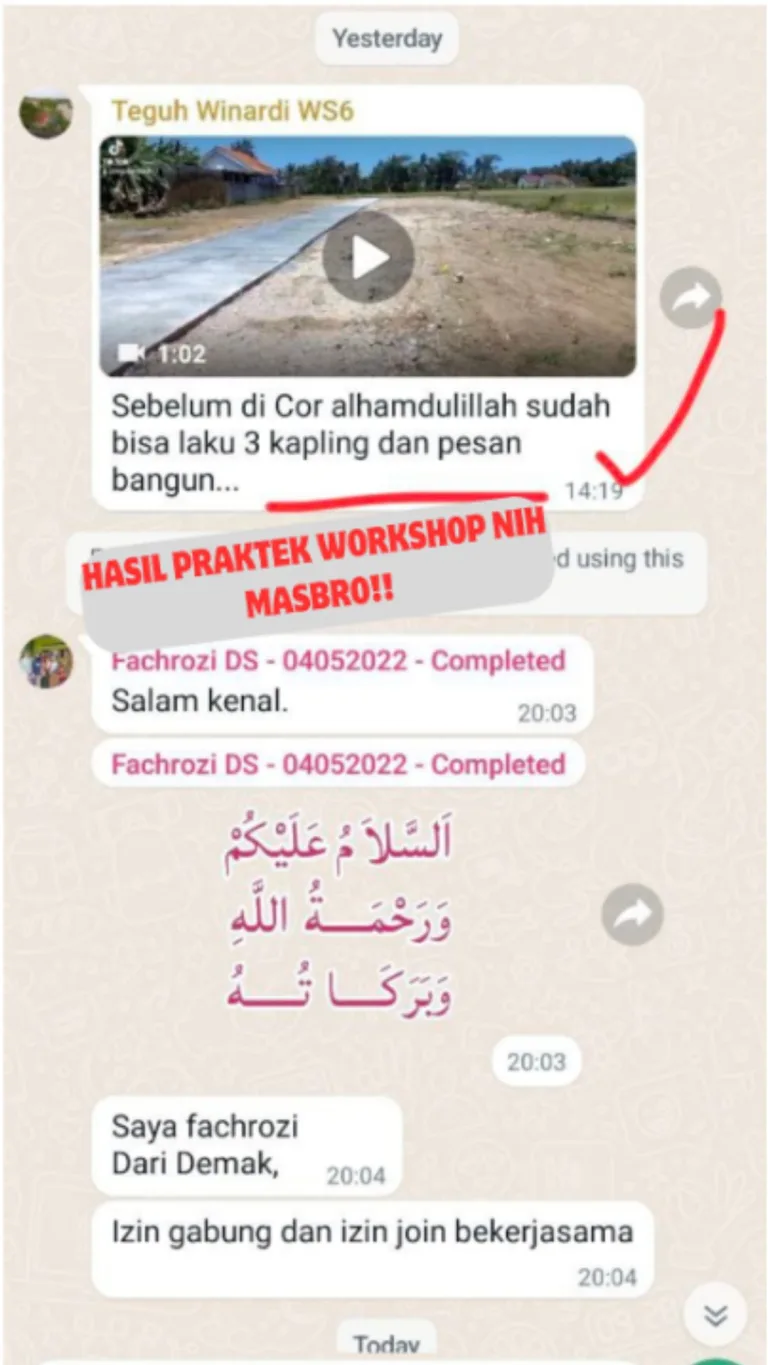 Yesterday
Teguh Winardi WS6
1:02
Sebelum di Cor alhamdulillah sudah
bisa laku 3 kapling dan pesan
bangun...
14:19
HASIL PRAKTEK WORKSHOP NIH
MASBRO!!
d using this
Fachrozi DS - 04052022 - Completed
Salam kenal.
20:03
Fachrozi DS - 04052022 - Completed
اَلسَّلاَ مُ عَلَيْكُمْ
وَرَحْمَـــةُ اللَّهِ
وَبَرَكَـــا تُـــهُ
20:03
Saya fachrozi
Dari Demak,
20:04
Izin gabung dan izin join bekerjasama
20:04
Today